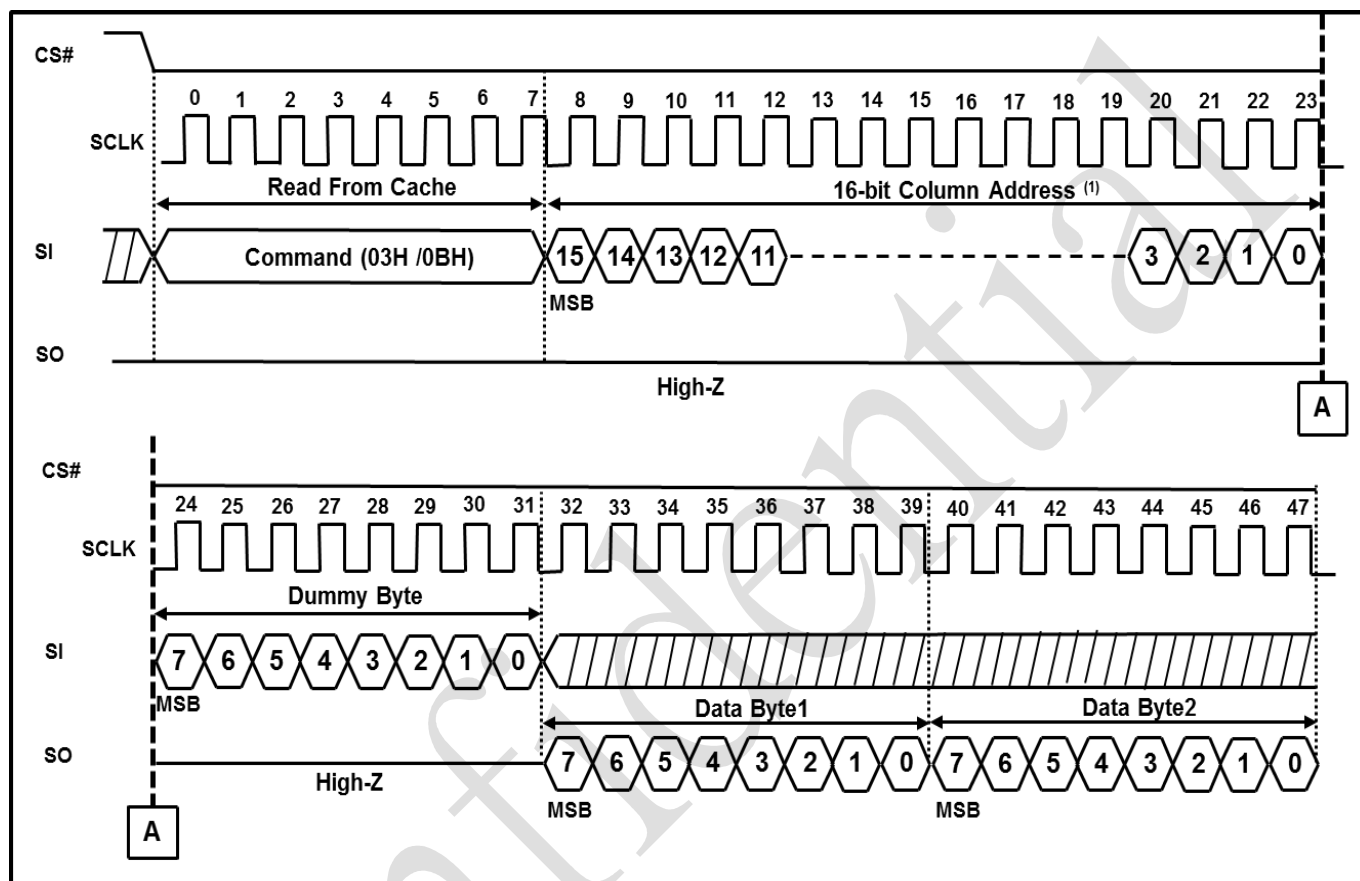 CS#
0 1 2 3 4 5 6 7 8 9 10 11 12 13 14 15 16 17 18 19 20 21 22 23
SCLK
Read From Cache 16-bit Column Address (1)
SI Command (03H /0BH) 15 14 13 12 11 3 2 1 0
MSB
SO
High-Z
A
CS#
24 25 26 27 28 29 30 31 32 33 34 35 36 37 38 39 40 41 42 43 44 45 46 47
SCLK
Dummy Byte
SI 7 6 5 4 3 2 1 0
MSB Data Byte1 Data Byte2
SO High-Z 7 6 5 4 3 2 1 0 7 6 5 4 3 2 1 0
MSB MSB
A
nfidential